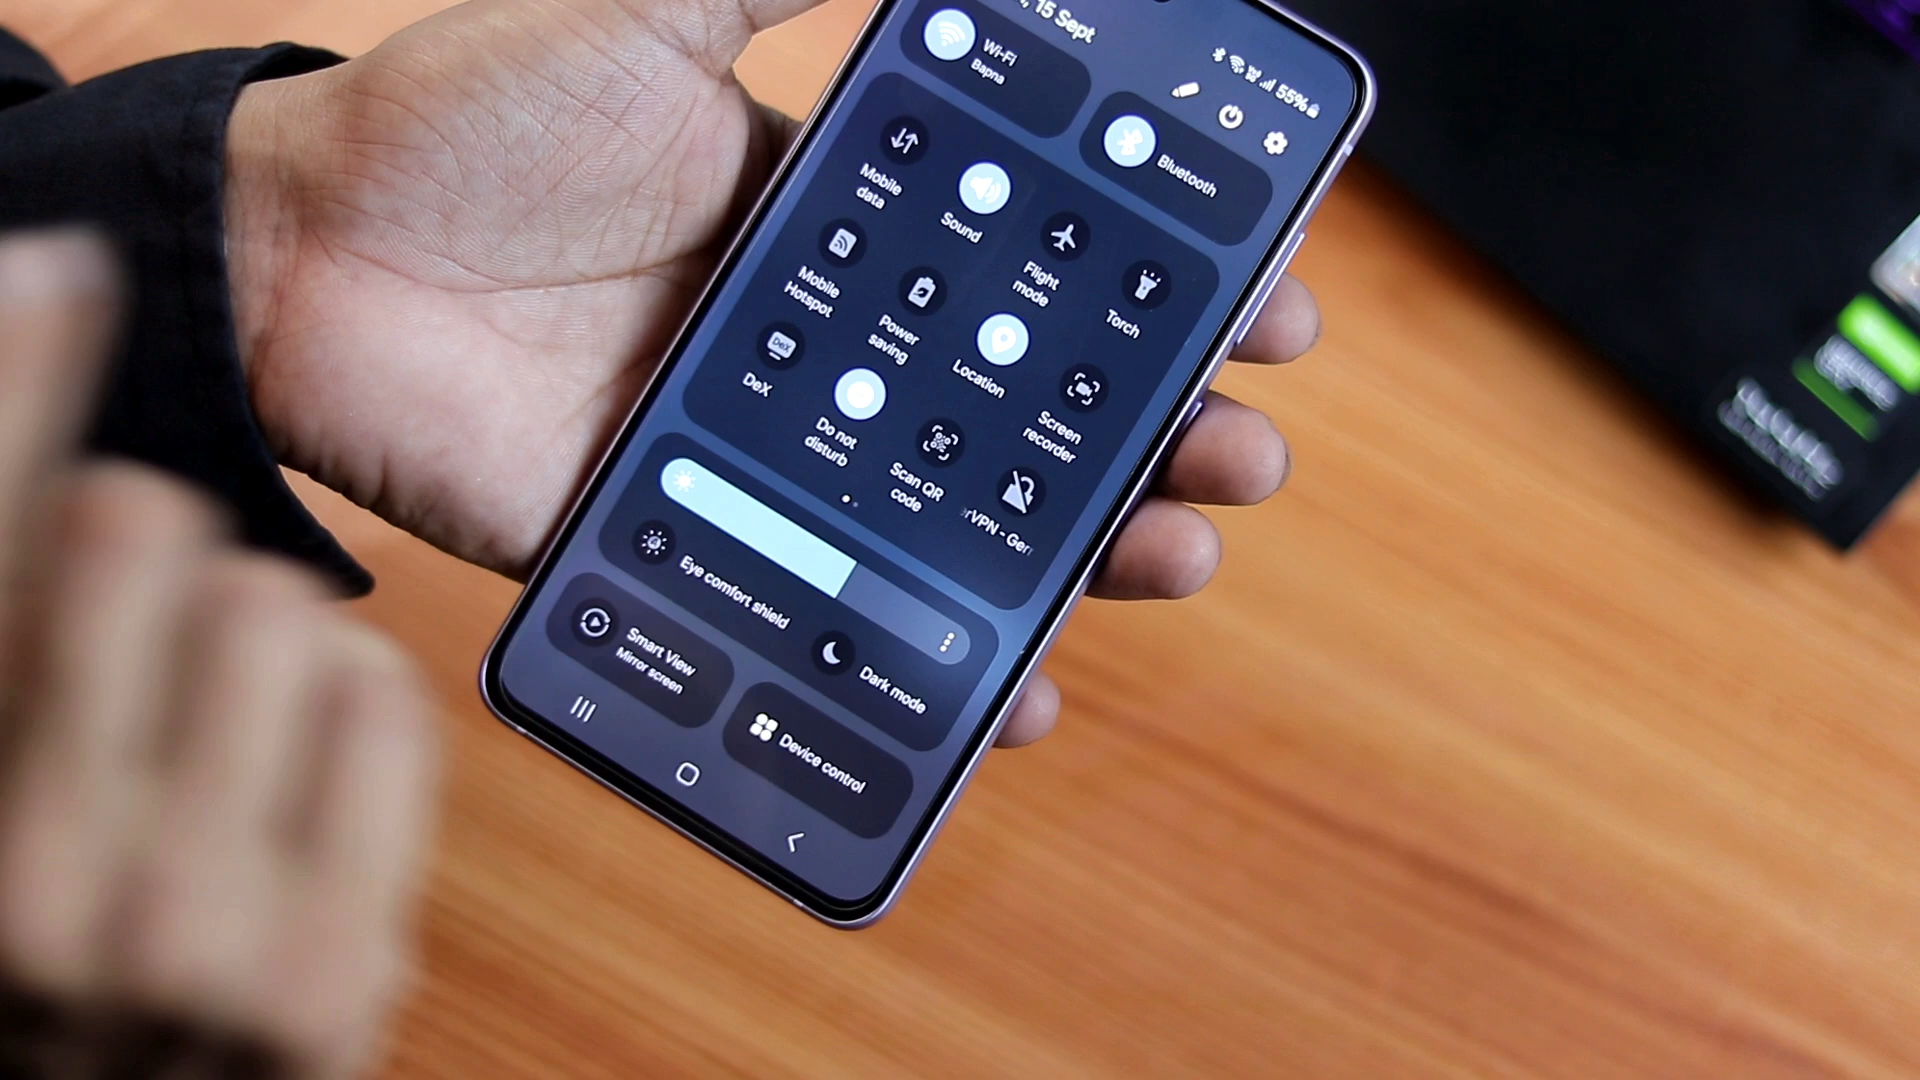 15 Sept
55%
Wi-Fi
Bapna
Bluetooth
Mobile
data
Sound
Flight
mode
Torch
Mobile
Hotspot
Power
saving
Location
Screen
recorder
DeX
DeX
Do not
disturb
Scan QR
code
rVPN - Ger
Eye comfort shield
Dark mode
Smart View
Mirror screen
Device control